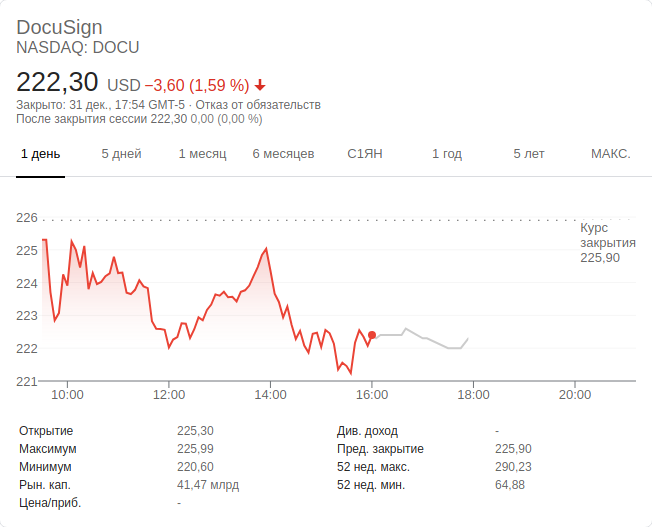 DocuSign
NASDAQ: DOCU
222,30 USD −3,60 (1,59 %)
Закрыто: 31 дек., 17:54 GMT-5 · Отказ от обязательств
После закрытия сессии 222,30 0,00 (0,00 %)
1 день 5 дней 1 месяц 6 месяцев С1ЯН 1 год 5 лет МАКС.
226
Курс
закрытия
225,90
225
224
223
222
221
10:00 12:00 14:00 16:00 18:00 20:00
Открытие 225,30 Див. доход -
Максимум 225,99 Пред. закрытие 225,90
Минимум 220,60 52 нед. макс. 290,23
Рын. кап. 41,47 млрд 52 нед. мин. 64,88
Цена/приб. -